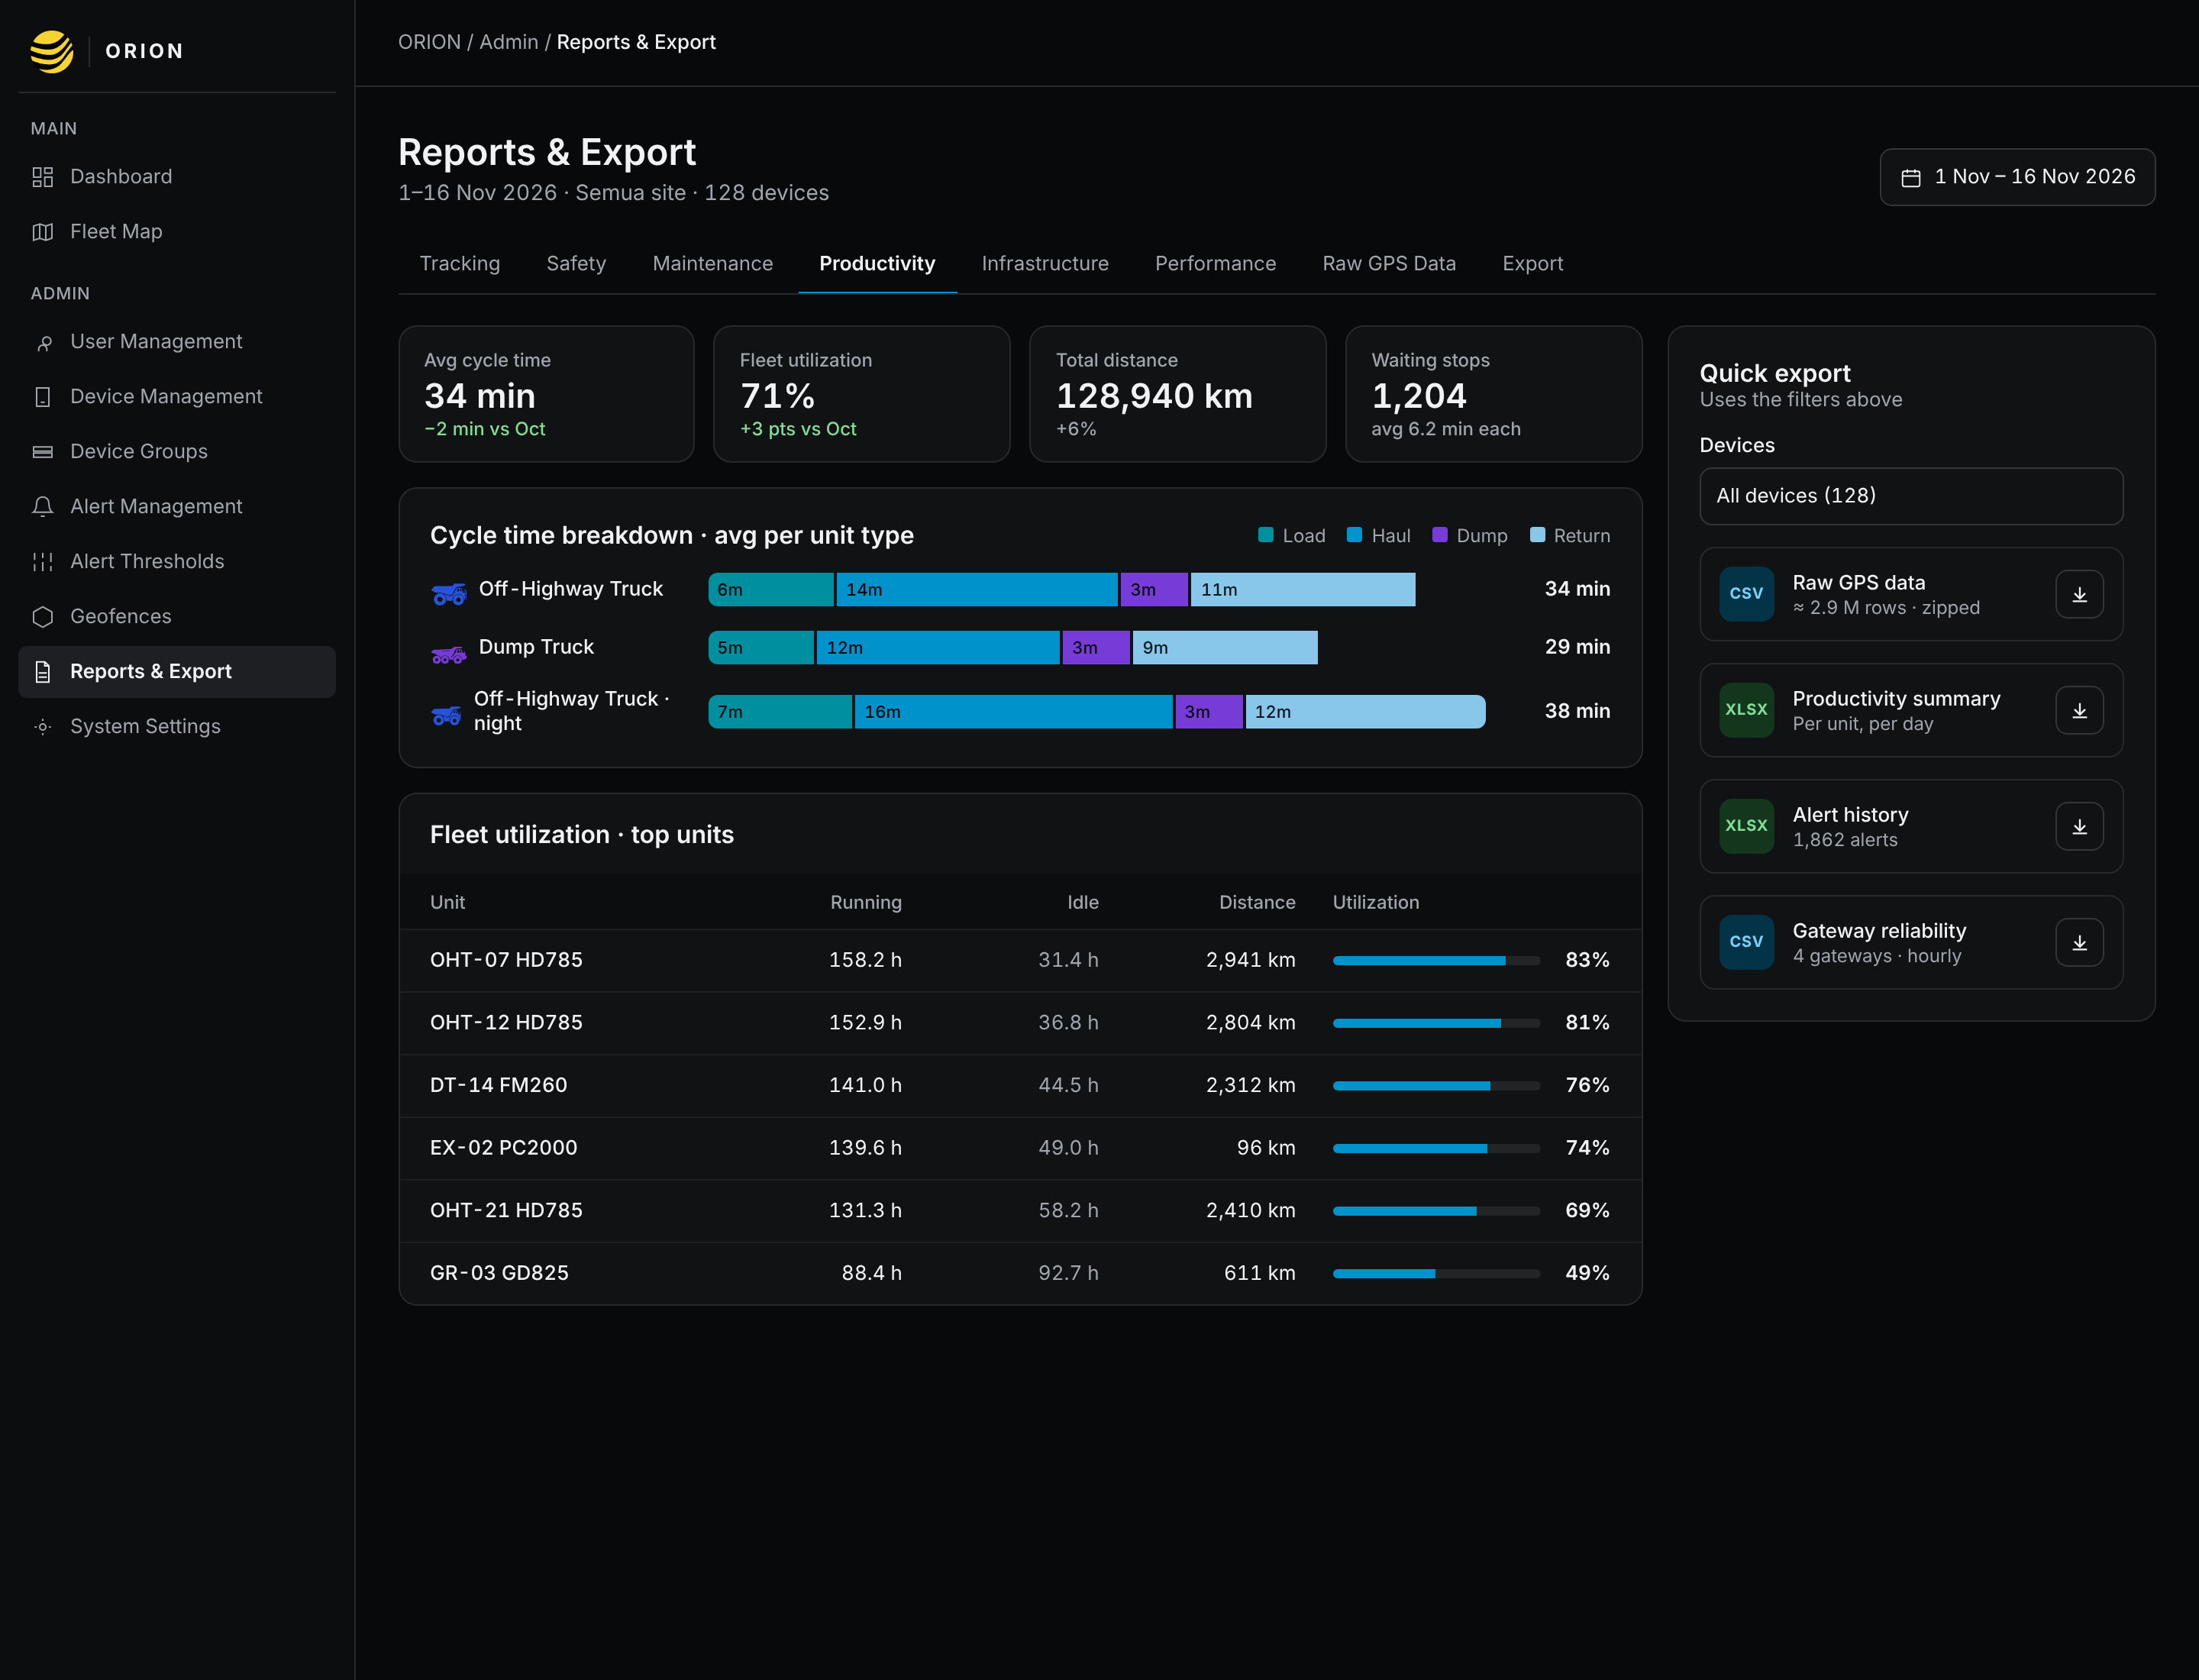 ORION
MAIN
Dashboard
Fleet Map
ADMIN
User Management
Device Management
Device Groups
Alert Management
Alert Thresholds
Geofences
Reports & Export
System Settings
ORION / Admin / Reports & Export
Reports & Export
1–16 Nov 2026 · Semua site · 128 devices
1 Nov – 16 Nov 2026
Tracking Safety Maintenance Productivity Infrastructure Performance Raw GPS Data Export
Avg cycle time
34 min
−2 min vs Oct
Fleet utilization
71%
+3 pts vs Oct
Total distance
128,940 km
+6%
Waiting stops
1,204
avg 6.2 min each
Cycle time breakdown · avg per unit type
Load Haul Dump Return
Off-Highway Truck 6m 14m 3m 11m 34 min
Dump Truck 5m 12m 3m 9m 29 min
Off-Highway Truck ·
night
7m 16m 3m 12m 38 min
Fleet utilization · top units
Unit Running Idle Distance Utilization
OHT-07 HD785 158.2 h 31.4 h 2,941 km 83%
OHT-12 HD785 152.9 h 36.8 h 2,804 km 81%
DT-14 FM260 141.0 h 44.5 h 2,312 km 76%
EX-02 PC2000 139.6 h 49.0 h 96 km 74%
OHT-21 HD785 131.3 h 58.2 h 2,410 km 69%
GR-03 GD825 88.4 h 92.7 h 611 km 49%
Quick export
Uses the filters above
Devices
All devices (128)
CSV
Raw GPS data
≈ 2.9 M rows · zipped
XLSX
Productivity summary
Per unit, per day
XLSX
Alert history
1,862 alerts
CSV
Gateway reliability
4 gateways · hourly